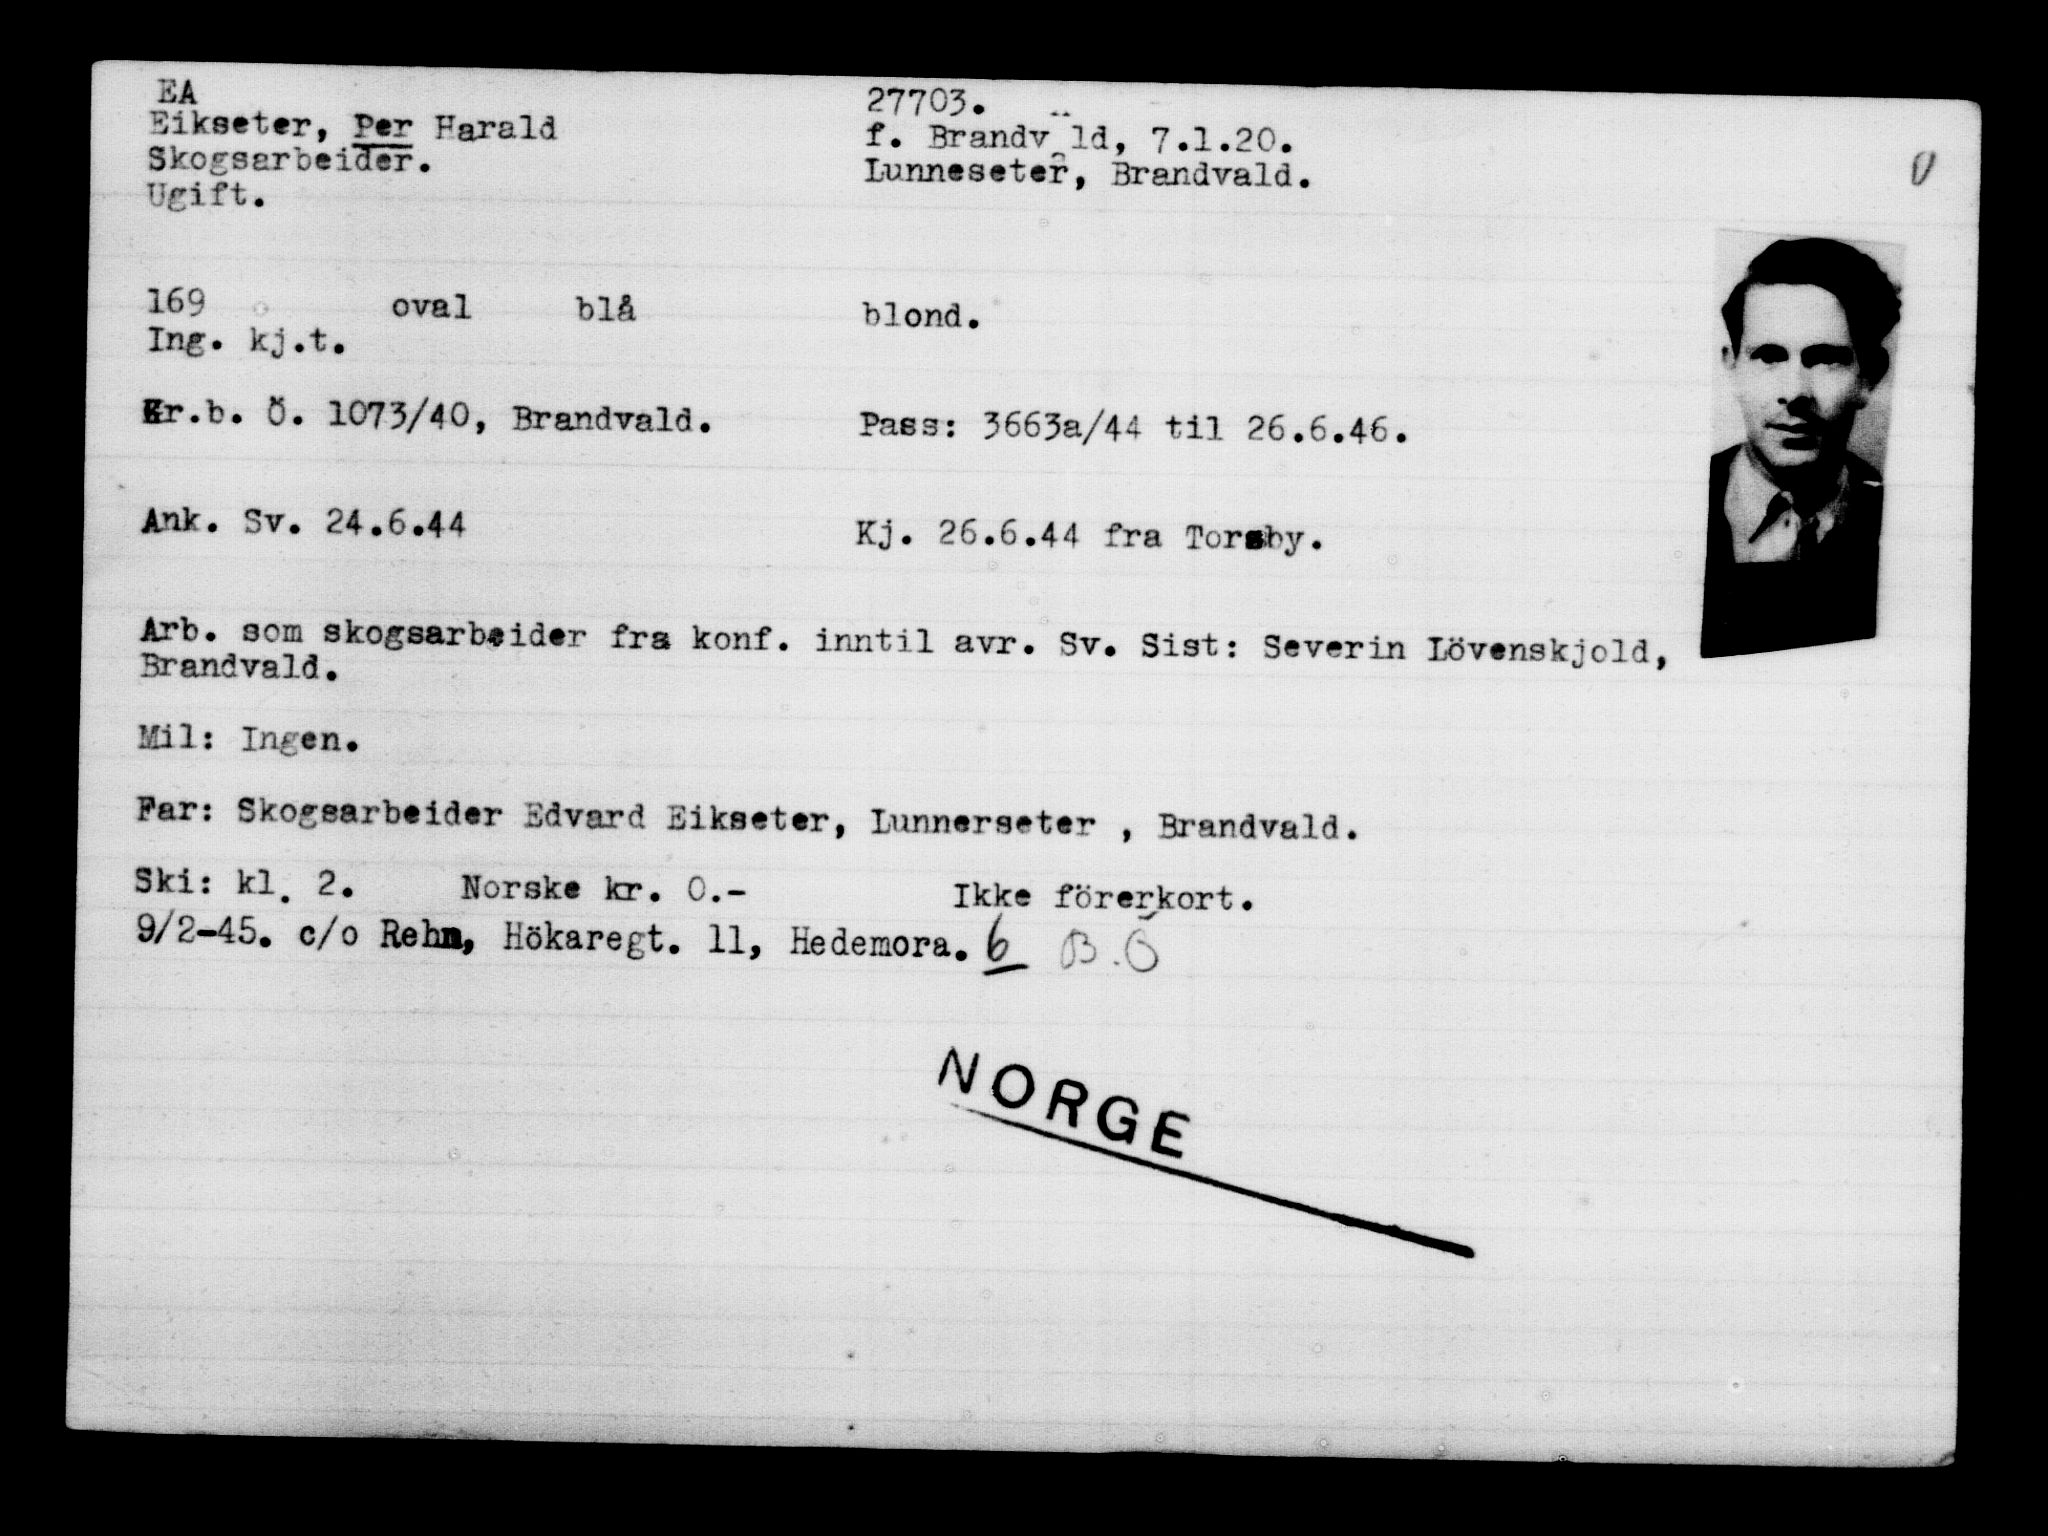 EA
27703.
Eikseter, Per Harald
f. Brandvald, 7.1.20.
Skogsarbeider.
Lunneseter, Brandvald.
Ugift.
169 oval blå blond.
Ing. kj.t.
Gr.b. Ö. 1073/40, Brandvald.
Pass: 3663a/44 til 26.6.46.
Ank. Sv. 24.6.44
Kj. 26.6.44 fra Torsby.
Arb. som skogsarbeider fra konf. inntil avr. Sv. Sist: Severin Lövenskjold,
Brandvald.
Mil: Ingen.
Far: Skogsarbeider Edvard Eikseter, Lunnerseter , Brandvald.
Ski: kl. 2. Norske kr. 0.- Ikke förerkort.
9/2-45. c/o Rehn, Hökaregt. 11, Hedemora. 6 B.Ó
NORGE